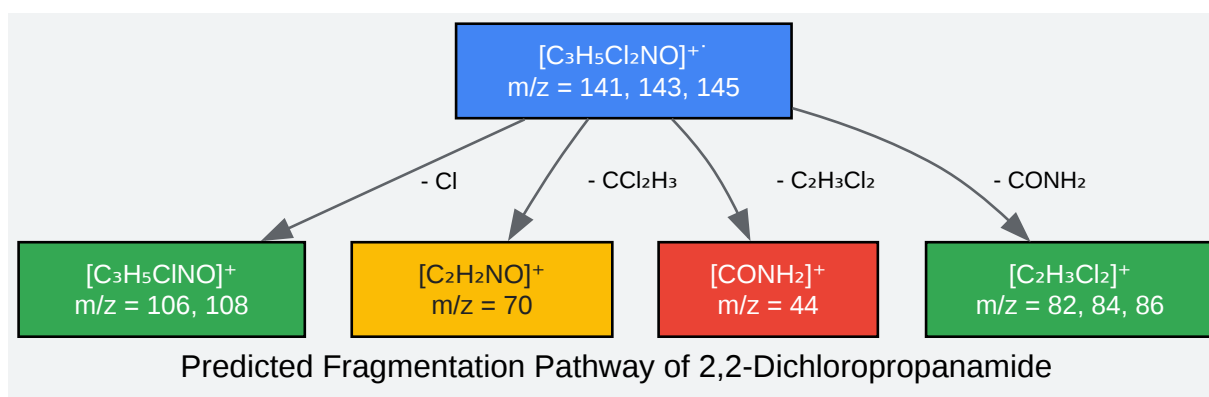 [C₃H₅Cl₂NO]⁺˙
m/z = 141, 143, 145
- Cl
- CCl₂H₃
- C₂H₃Cl₂
- CONH₂
[C₃H₅ClNO]⁺
m/z = 106, 108
[C₂H₂NO]⁺
m/z = 70
[CONH₂]⁺
m/z = 44
[C₂H₃Cl₂]⁺
m/z = 82, 84, 86
Predicted Fragmentation Pathway of 2,2-Dichloropropanamide